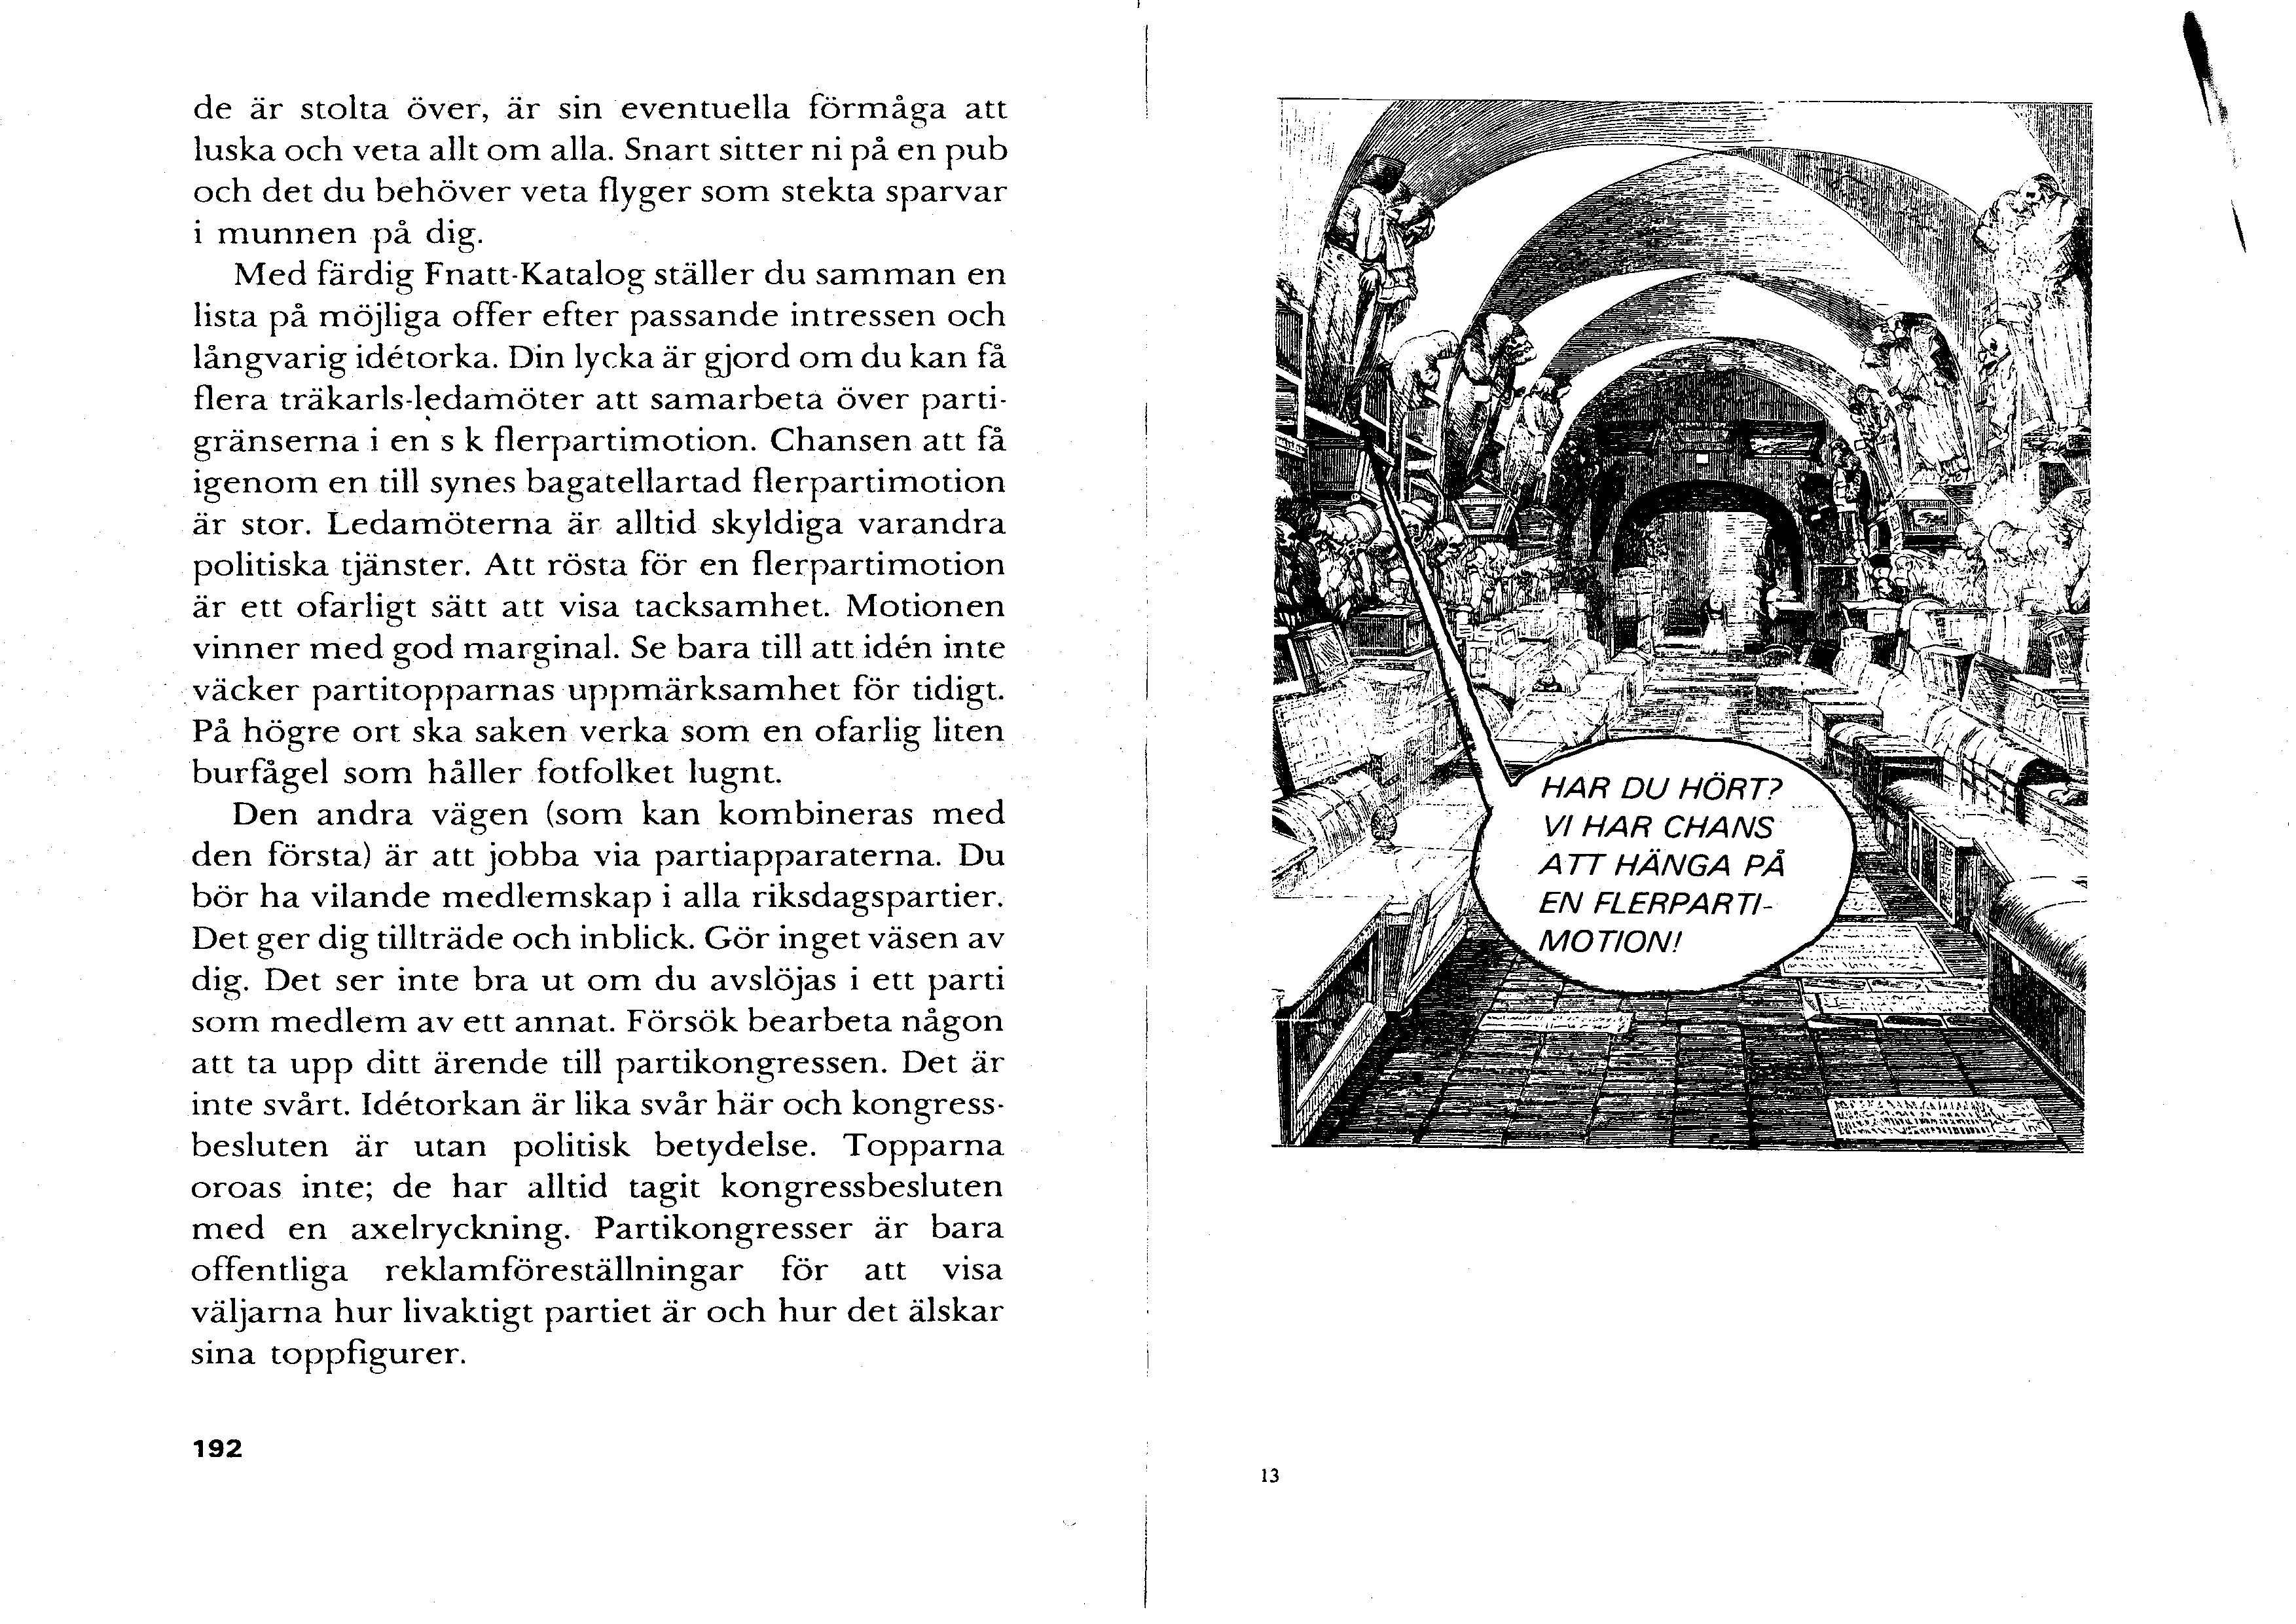 de är stolta över, är sin eventuella förmåga att
luska och veta allt om alla. Snart sitter ni på en pub
och det du behöver veta flyger som stekta sparvar
i munnen på dig.
Med färdig Fnatt-Katalog ställer du samman en
lista på möjliga offer efter passande intressen och
långvarig idétorka. Din lycka är gjord om du kan få
flera träkarls-ledamöter att samarbeta över parti-
gränserna i en s k flerpartimotion. Chansen att få
igenom en till synes bagatellartad flerpartimotion
är stor. Ledamöterna är alltid skyldiga varandra
politiska tjänster. Att rösta för en flerpartimotion
är ett ofarligt sätt att visa tacksamhet. Motionen
vinner med god marginal. Se bara till att idén inte
väcker partitopparnas uppmärksamhet för tidigt.
På högre ort ska saken verka som en ofarlig liten
burfågel som håller fotfolket lugnt.
Den andra vägen (som kan kombineras med
den första) är att jobba via partiapparaterna. Du
bör ha vilande medlemskap i alla riksdagspartier.
Det ger dig tillträde och inblick. Gör inget väsen av
dig. Det ser inte bra ut om du avslöjas i ett parti
som medlem av ett annat. Försök bearbeta någon
att ta upp ditt ärende till partikongressen. Det är
inte svårt. Idétorkan är lika svår här och kongress-
besluten är utan politisk betydelse. Topparna
oroas inte; de har alltid tagit kongressbesluten
med en axelryckning. Partikongresser är bara
offentliga reklamföreställningar för att visa
väljarna hur livaktigt partiet är och hur det älskar
sina toppfigurer.
192
HAR DU HÖRT?
VI HAR CHANS
ATT HÄNGA PÅ
EN FLERPARTI-
MOTION!
13